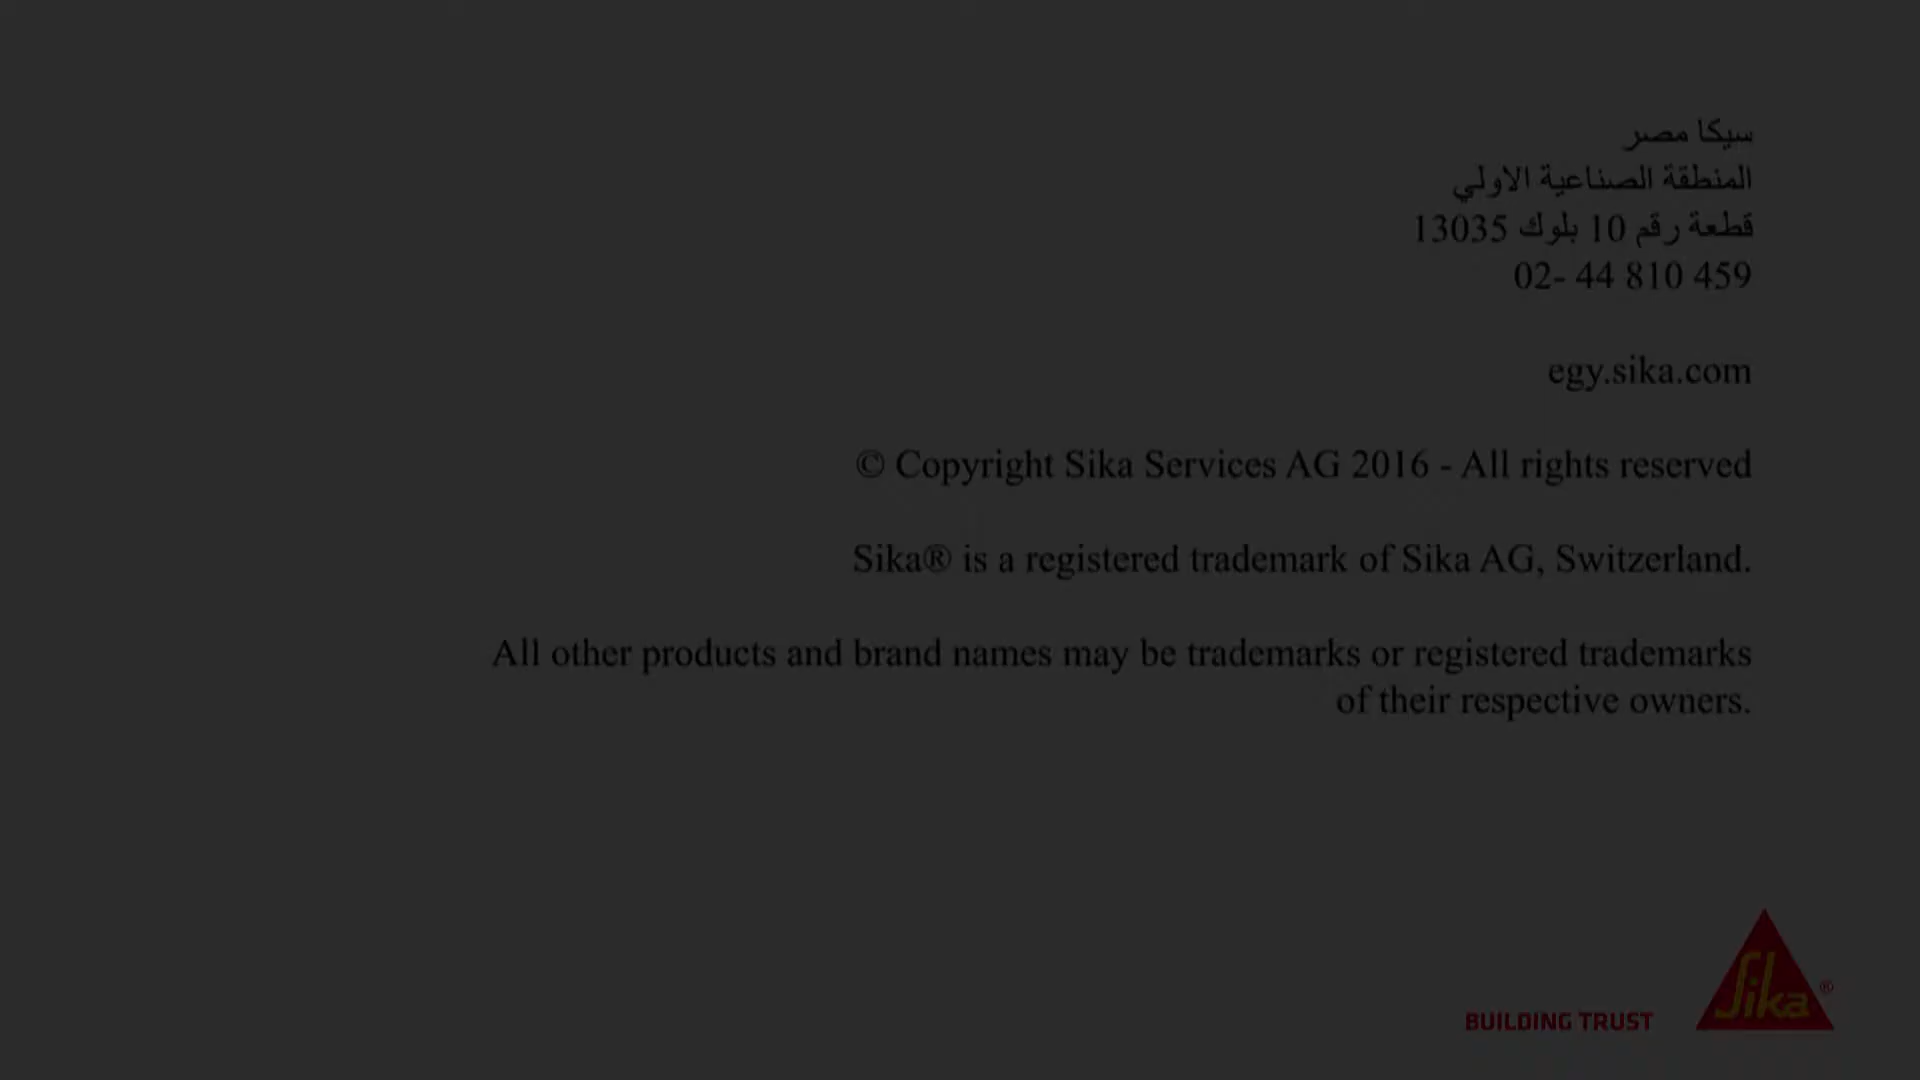 سيكا مصر
المنطقة الصناعية الاولي
قطعة رقم 10 بلوك 13035
02- 44 810 459
egy.sika.com
© Copyright Sika Services AG 2016 - All rights reserved
Sika® is a registered trademark of Sika AG, Switzerland.
All other products and brand names may be trademarks or registered trademarks
of their respective owners.
BUILDING TRUST
Sika®